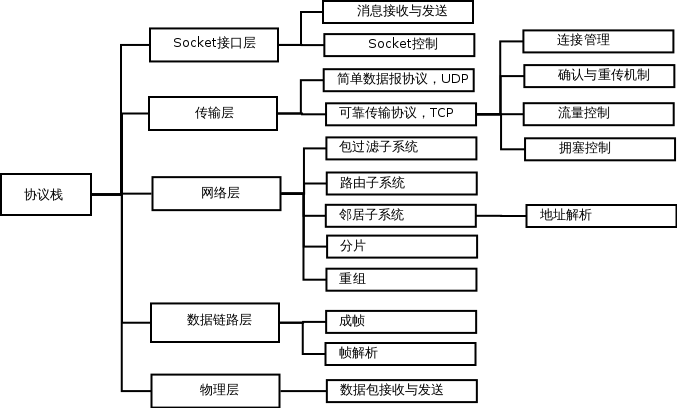 协议栈
Socket接口层
消息接收与发送
Socket控制
传输层
简单数据报协议，UDP
可靠传输协议，TCP
连接管理
确认与重传机制
流量控制
拥塞控制
网络层
包过滤子系统
路由子系统
邻居子系统
地址解析
分片
重组
数据链路层
成帧
帧解析
物理层
数据包接收与发送